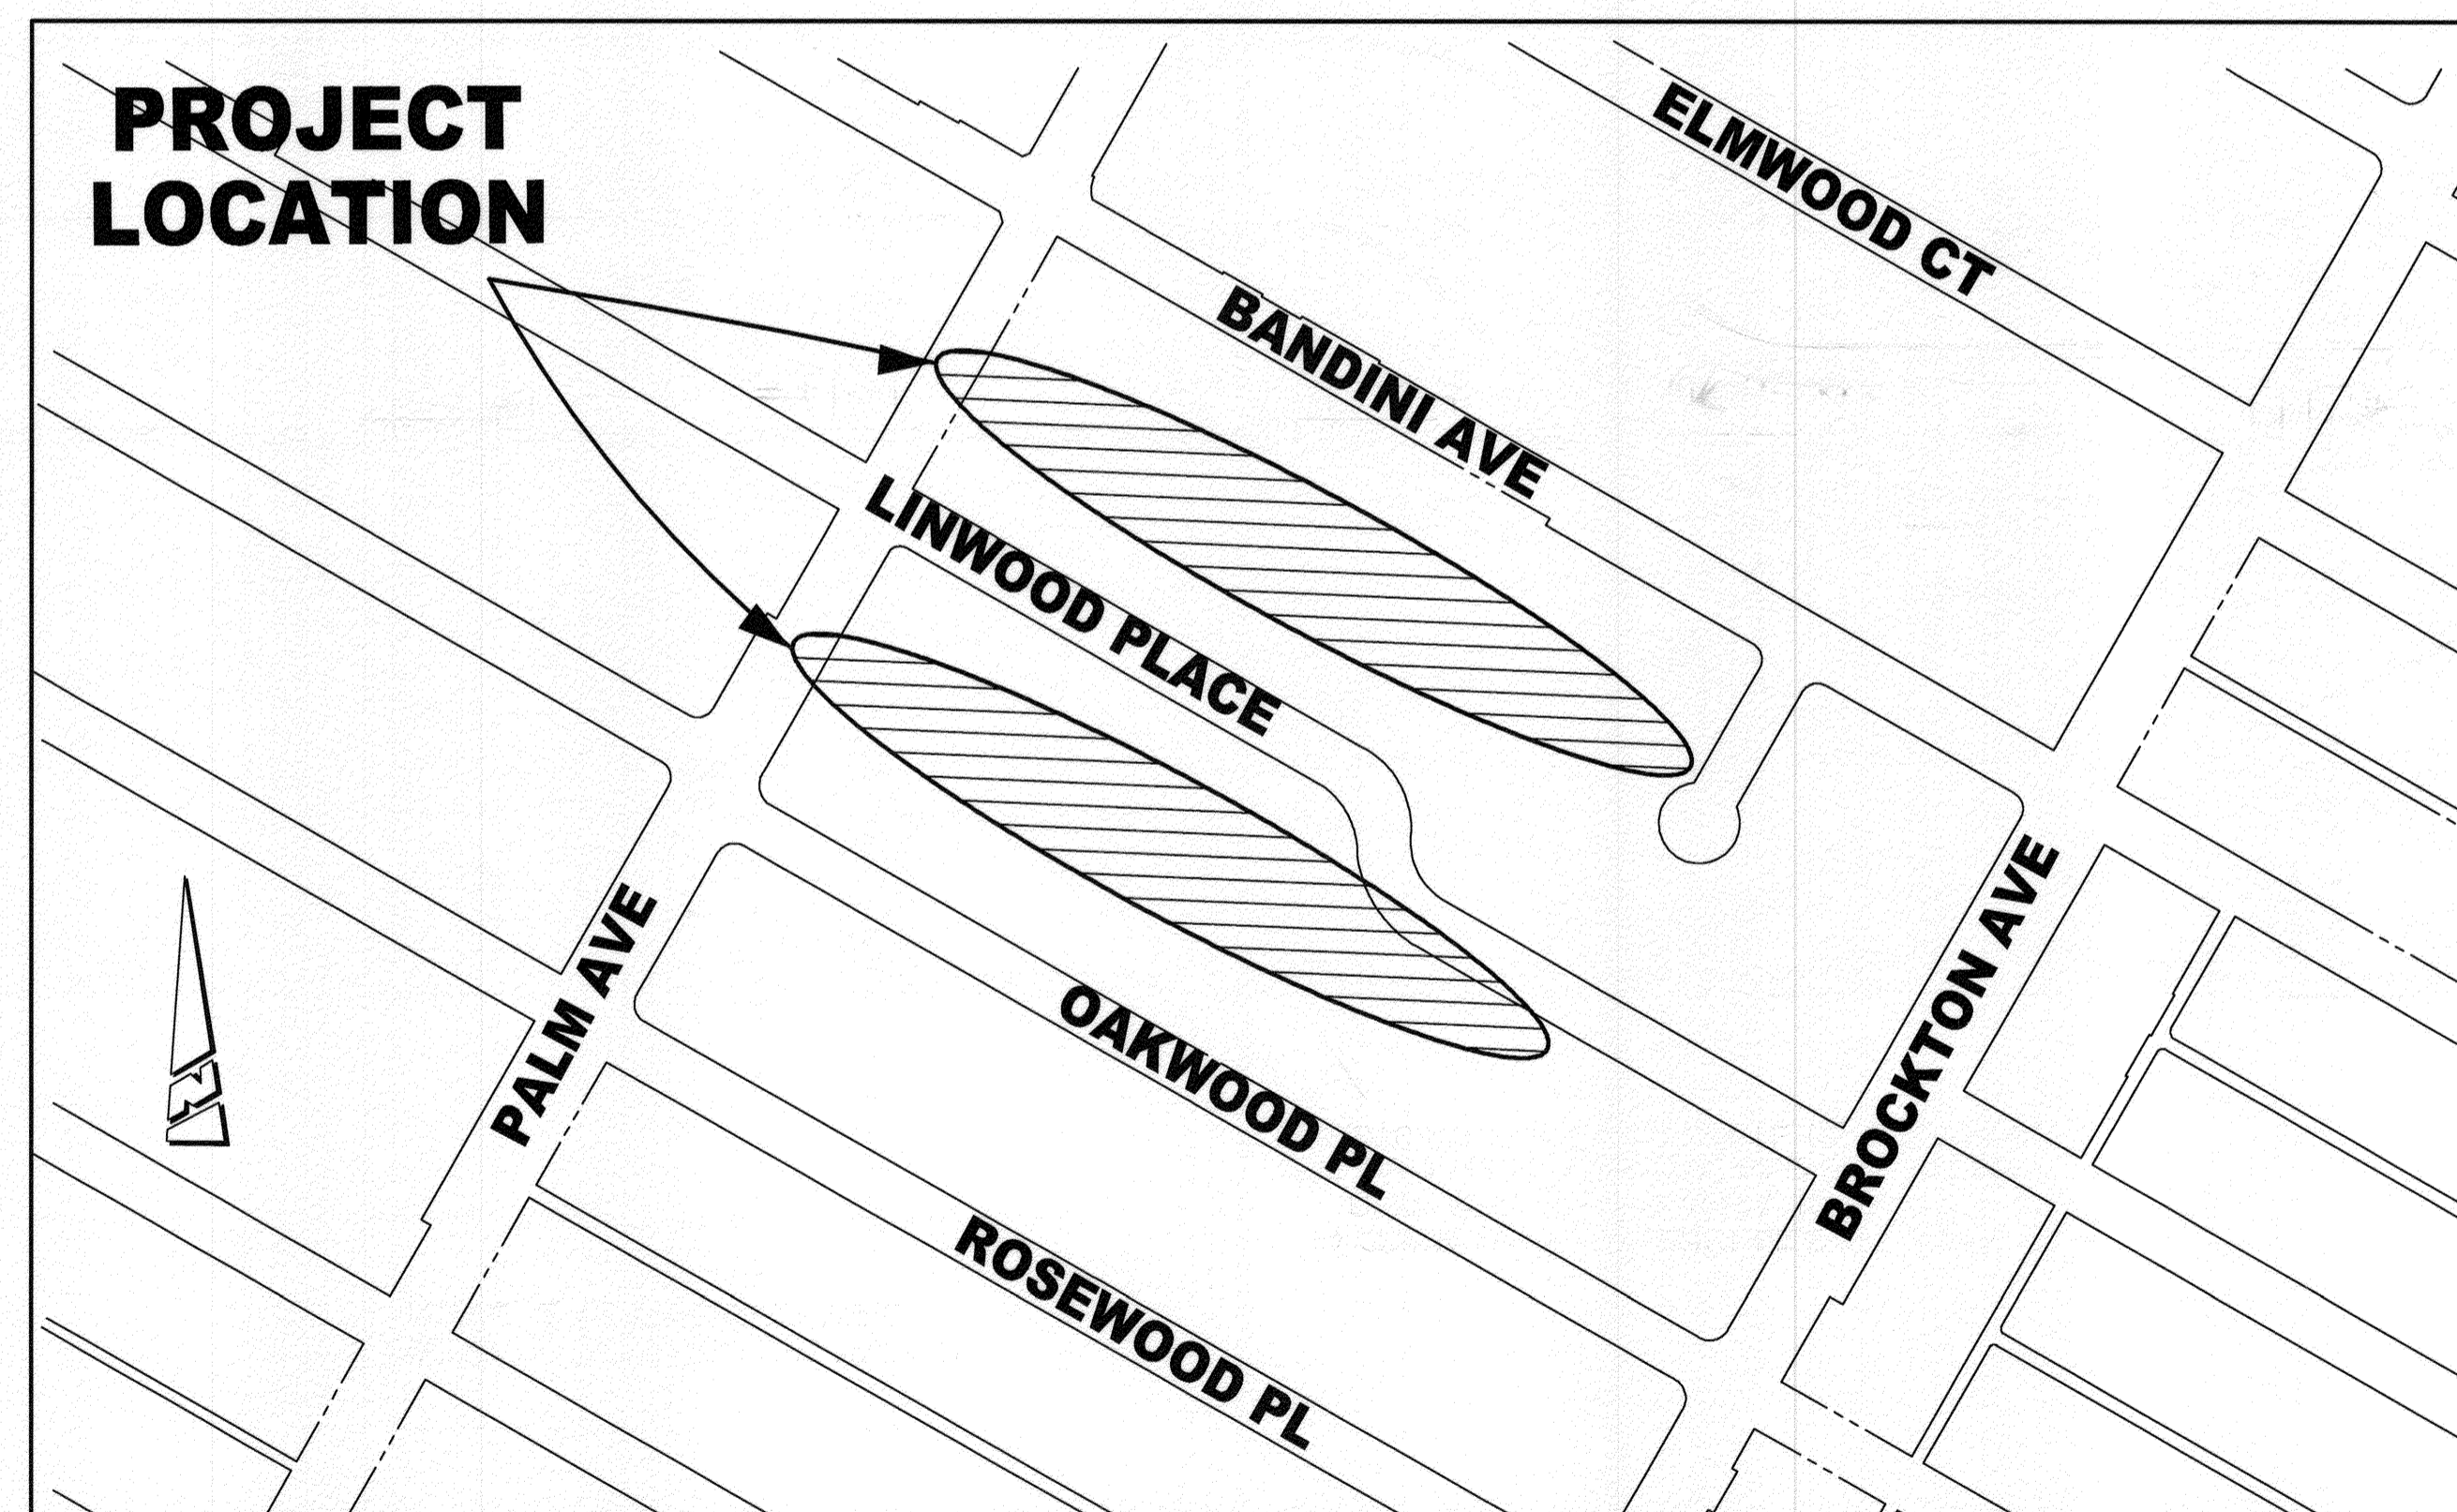 PROJECT
LOCATION
ELMWOOD CT
BANDINI AVE
LINWOOD PLACE
PALM AVE
OAKWOOD PL
BROCKTON AVE
ROSEWOOD PL
N